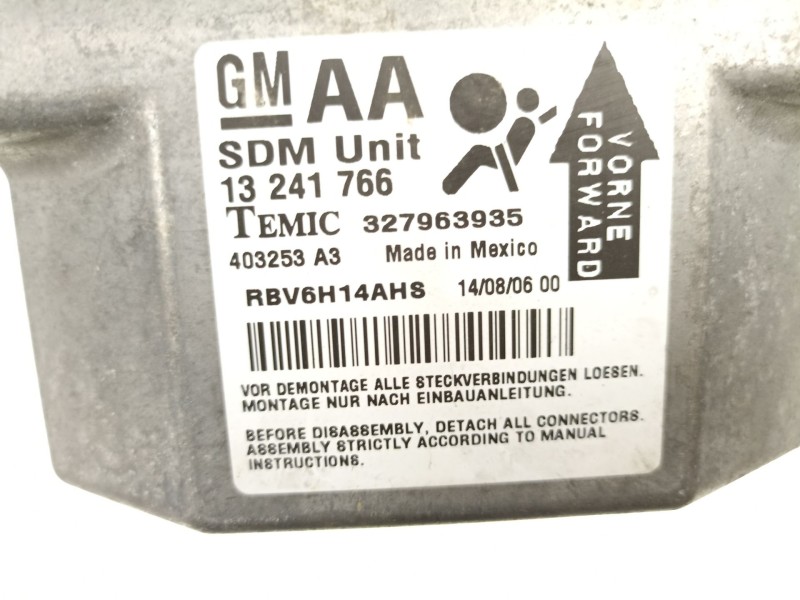 GM AA
SDM Unit
13 241 766
TEMIC 327963935
403253 A3 Made in Mexico
RBV6H14AHS 14/08/06 00
VOR DEMONTAGE ALLE STECKVERBINDUNGEN LOESEN.
MONTAGE NUR NACH EINBAUANLEITUNG.
BEFORE DISASSEMBLY, DETACH ALL CONNECTORS.
ASSEMBLY STRICTLY ACCORDING TO MANUAL
INSTRUCTIONS.
VORNE
FORWARD